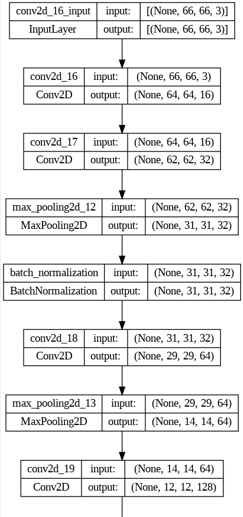 conv2d_16_input input: [(None, 66, 66, 3)]
InputLayer output: [(None, 66, 66, 3)]
conv2d_16 input: (None, 66, 66, 3)
Conv2D output: (None, 64, 64, 16)
conv2d_17 input: (None, 64, 64, 16)
Conv2D output: (None, 62, 62, 32)
max_pooling2d_12 input: (None, 62, 62, 32)
MaxPooling2D output: (None, 31, 31, 32)
batch_normalization input: (None, 31, 31, 32)
BatchNormalization output: (None, 31, 31, 32)
conv2d_18 input: (None, 31, 31, 32)
Conv2D output: (None, 29, 29, 64)
max_pooling2d_13 input: (None, 29, 29, 64)
MaxPooling2D output: (None, 14, 14, 64)
conv2d_19 input: (None, 14, 14, 64)
Conv2D output: (None, 12, 12, 128)